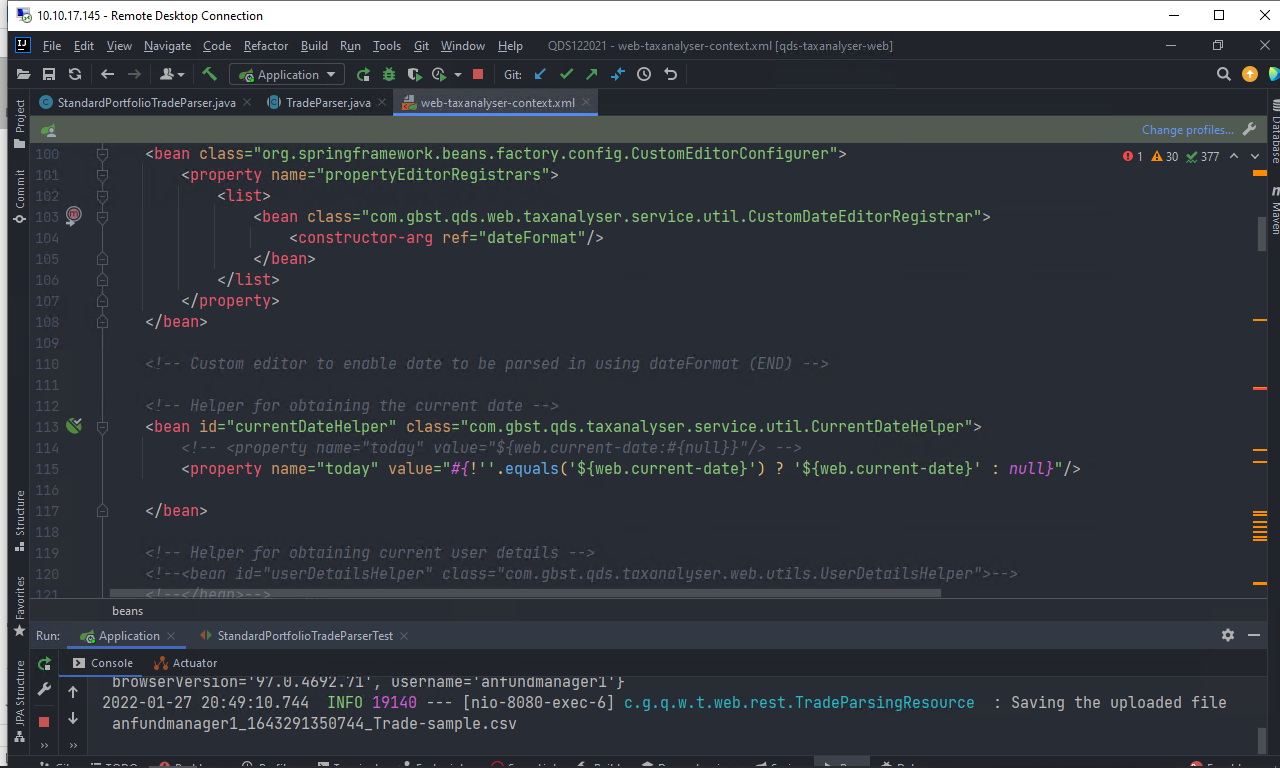 10.10.17.145 - Remote Desktop Connection
File Edit View Navigate Code Refactor Build Run Tools Git Window Help QDS122021 - web-taxanalyser-context.xml [qds-taxanalyser-web]
Application Git:
StandardPortfolioTradeParser.java TradeParser.java web-taxanalyser-context.xml
Change profiles...
1 30 377
100 <bean class="org.springframework.beans.factory.config.CustomEditorConfigurer">
101 <property name="propertyEditorRegistrars">
102 <list>
103 <bean class="com.gbst.qds.web.taxanalyser.service.util.CustomDateEditorRegistrar">
104 <constructor-arg ref="dateFormat"/>
105 </bean>
106 </list>
107 </property>
108 </bean>
109
110 <!-- Custom editor to enable date to be parsed in using dateFormat (END) -->
111
112 <!-- Helper for obtaining the current date -->
113 <bean id="currentDateHelper" class="com.gbst.qds.taxanalyser.service.util.CurrentDateHelper">
114 <!-- <property name="today" value="${web.current-date:#{null}}"/> -->
115 <property name="today" value="#{!''.equals('${web.current-date}') ? '${web.current-date}' : null}"/>
116
117 </bean>
118
119 <!-- Helper for obtaining current user details -->
120 <!--<bean id="userDetailsHelper" class="com.gbst.qds.taxanalyser.web.utils.UserDetailsHelper">-->
121 <!--</bean>-->
beans
Project
Commit
Structure
Favorites
JPA Structure
Database
Maven
Run: Application StandardPortfolioTradeParserTest
Console Actuator
browserVersion='97.0.4692.71', username='anfundmanager1'}
2022-01-27 20:49:10.744 INFO 19140 --- [nio-8080-exec-6] c.g.q.w.t.web.rest.TradeParsingResource : Saving the uploaded file
anfundmanager1_1643291350744_Trade-sample.csv